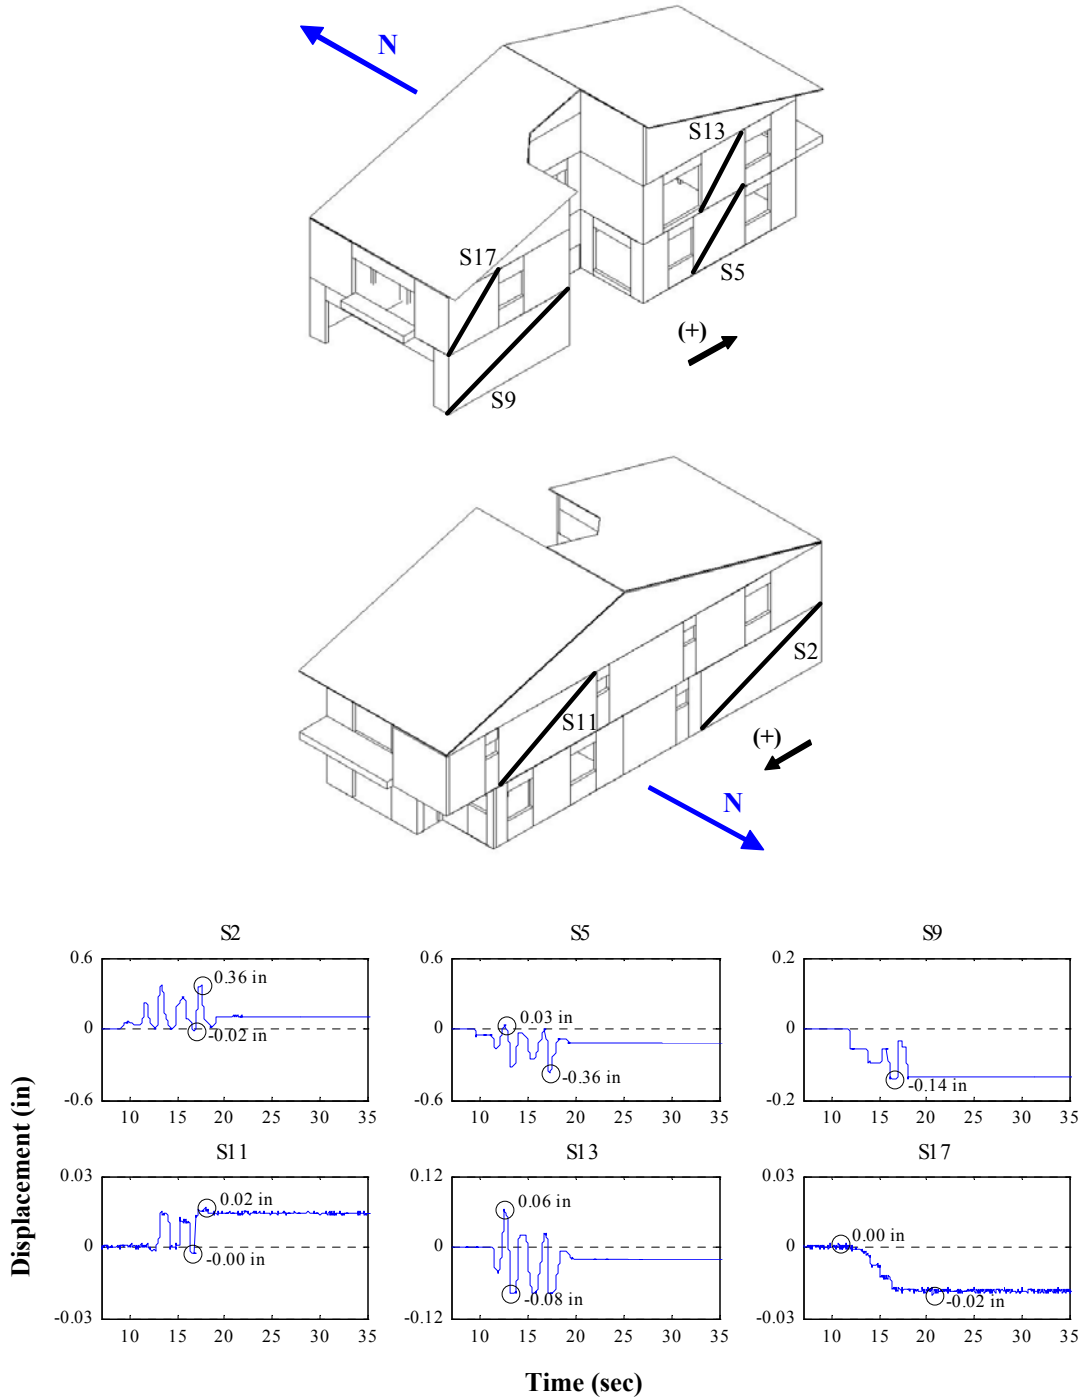 N
S13
S17
S5
(+)
S9
S2
S11
(+)
N
S2 S5 S9
0.6 0.6 0.2
0.36 in 0.03 in
0 0 0
-0.02 in -0.36 in -0.14 in
-0.6 -0.6 -0.2
10 15 20 25 30 35 10 15 20 25 30 35 10 15 20 25 30 35
S11 S13 S17
0.03 0.12 0.03
0.02 in 0.06 in 0.00 in
0 0 0
-0.00 in -0.08 in -0.02 in
-0.03 -0.12 -0.03
10 15 20 25 30 35 10 15 20 25 30 35 10 15 20 25 30 35
Displacement (in)
Time (sec)